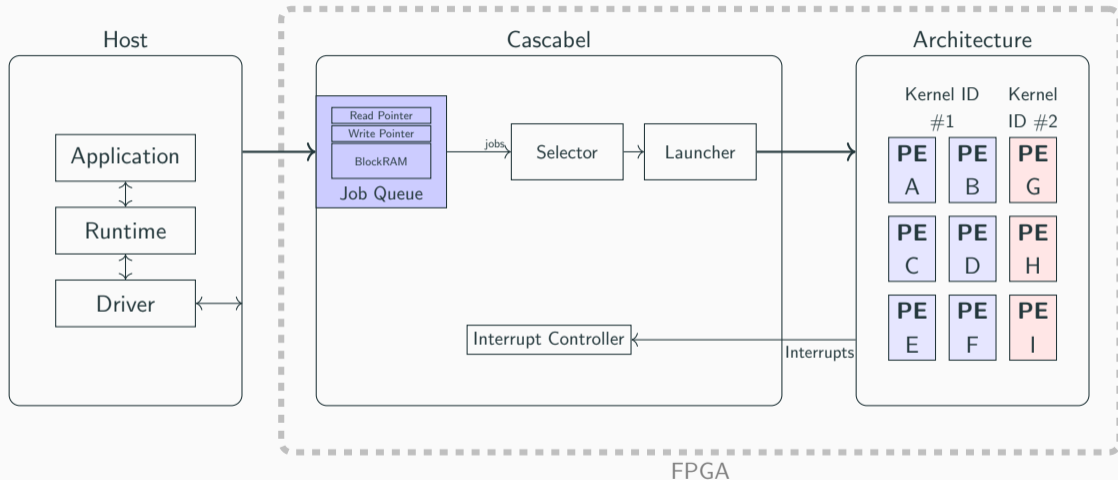 Host
Cascabel
Architecture
Application
Runtime
Driver
Read Pointer
Write Pointer
BlockRAM
Job Queue
jobs
Selector
Launcher
Interrupt Controller
Interrupts
Kernel ID
#1
Kernel
ID #2
PE
A
PE
B
PE
G
PE
C
PE
D
PE
H
PE
E
PE
F
PE
I
FPGA